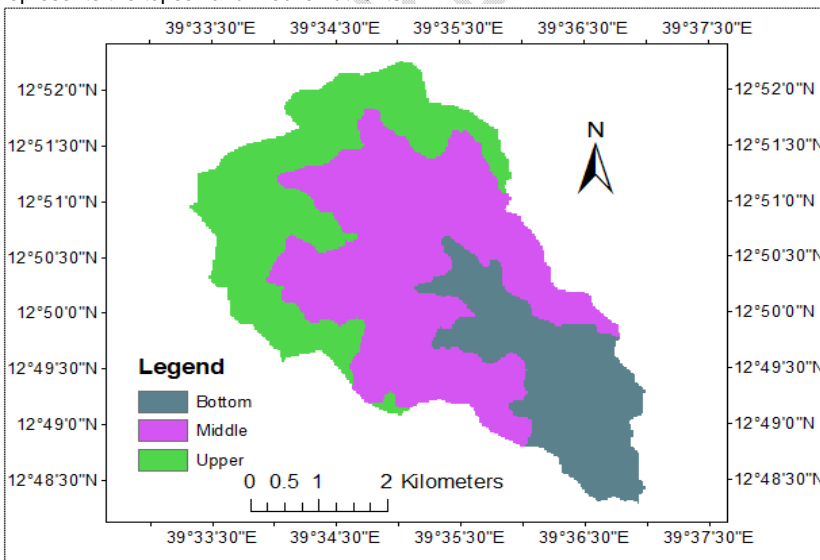 39°33'30"E 39°34'30"E 39°35'30"E 39°36'30"E 39°37'30"E
12°52'0"N 12°52'0"N
N
12°51'30"N 12°51'30"N
12°51'0"N 12°51'0"N
12°50'30"N 12°50'30"N
12°50'0"N 12°50'0"N
12°49'30"N 12°49'30"N
Legend
Bottom
12°49'0"N 12°49'0"N
Middle
Upper
12°48'30"N 12°48'30"N
0 0.5 1 2 Kilometers
39°33'30"E 39°34'30"E 39°35'30"E 39°36'30"E 39°37'30"E